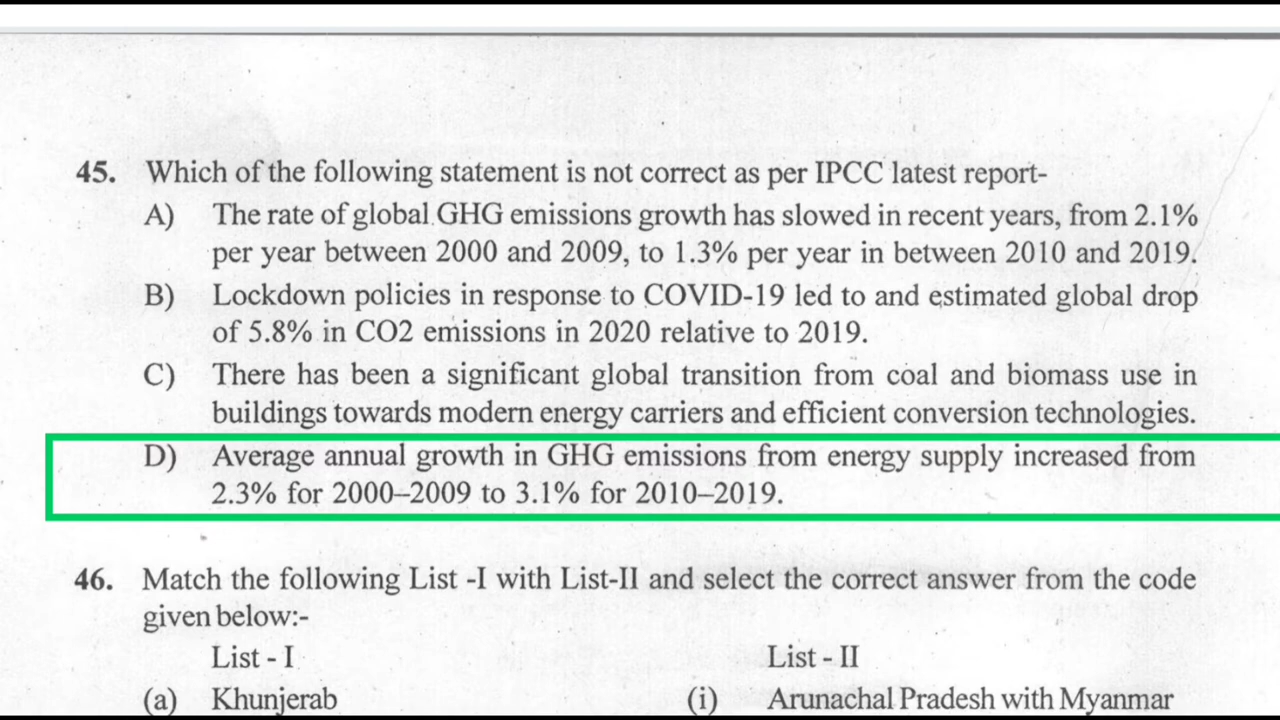 45. Which of the following statement is not correct as per IPCC latest report-
A) The rate of global GHG emissions growth has slowed in recent years, from 2.1%
per year between 2000 and 2009, to 1.3% per year in between 2010 and 2019.
B) Lockdown policies in response to COVID-19 led to and estimated global drop
of 5.8% in CO2 emissions in 2020 relative to 2019.
C) There has been a significant global transition from coal and biomass use in
buildings towards modern energy carriers and efficient conversion technologies.
D) Average annual growth in GHG emissions from energy supply increased from
2.3% for 2000–2009 to 3.1% for 2010–2019.
46. Match the following List -I with List-II and select the correct answer from the code
given below:-
List - I List - II
(a) Khunjerab (i) Arunachal Pradesh with Myanmar